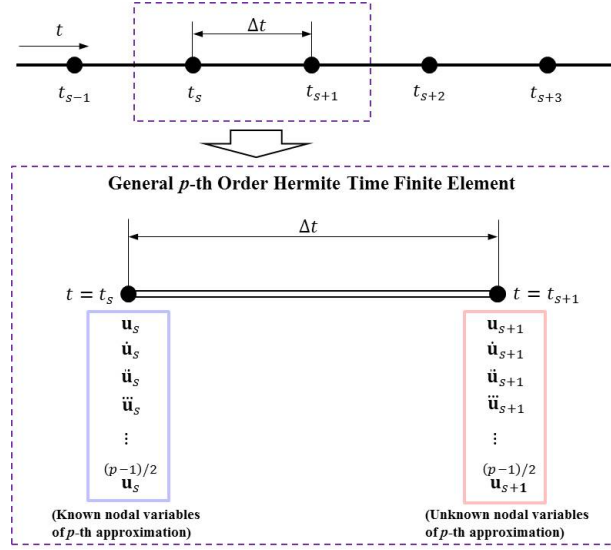 t
Δt
t_{s−1} t_s t_{s+1} t_{s+2} t_{s+3}
General p-th Order Hermite Time Finite Element
Δt
t = t_s t = t_{s+1}
u_s u_{s+1}
u̇_s u̇_{s+1}
ü_s ü_{s+1}
u⃛_s u⃛_{s+1}
⋮ ⋮
(p−1)/2 (p−1)/2
u_s u_{s+1}
(Known nodal variables (Unknown nodal variables
of p-th approximation) of p-th approximation)